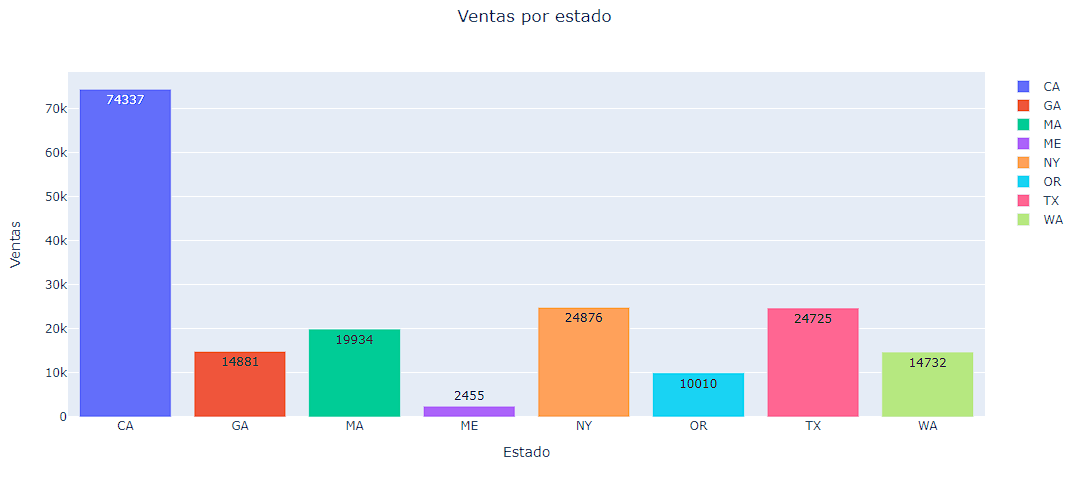 Ventas por estado
Ventas
70k
60k
50k
40k
30k
20k
10k
0
74337
14881
19934
2455
24876
10010
24725
14732
CA GA MA ME NY OR TX WA
Estado
CA
GA
MA
ME
NY
OR
TX
WA